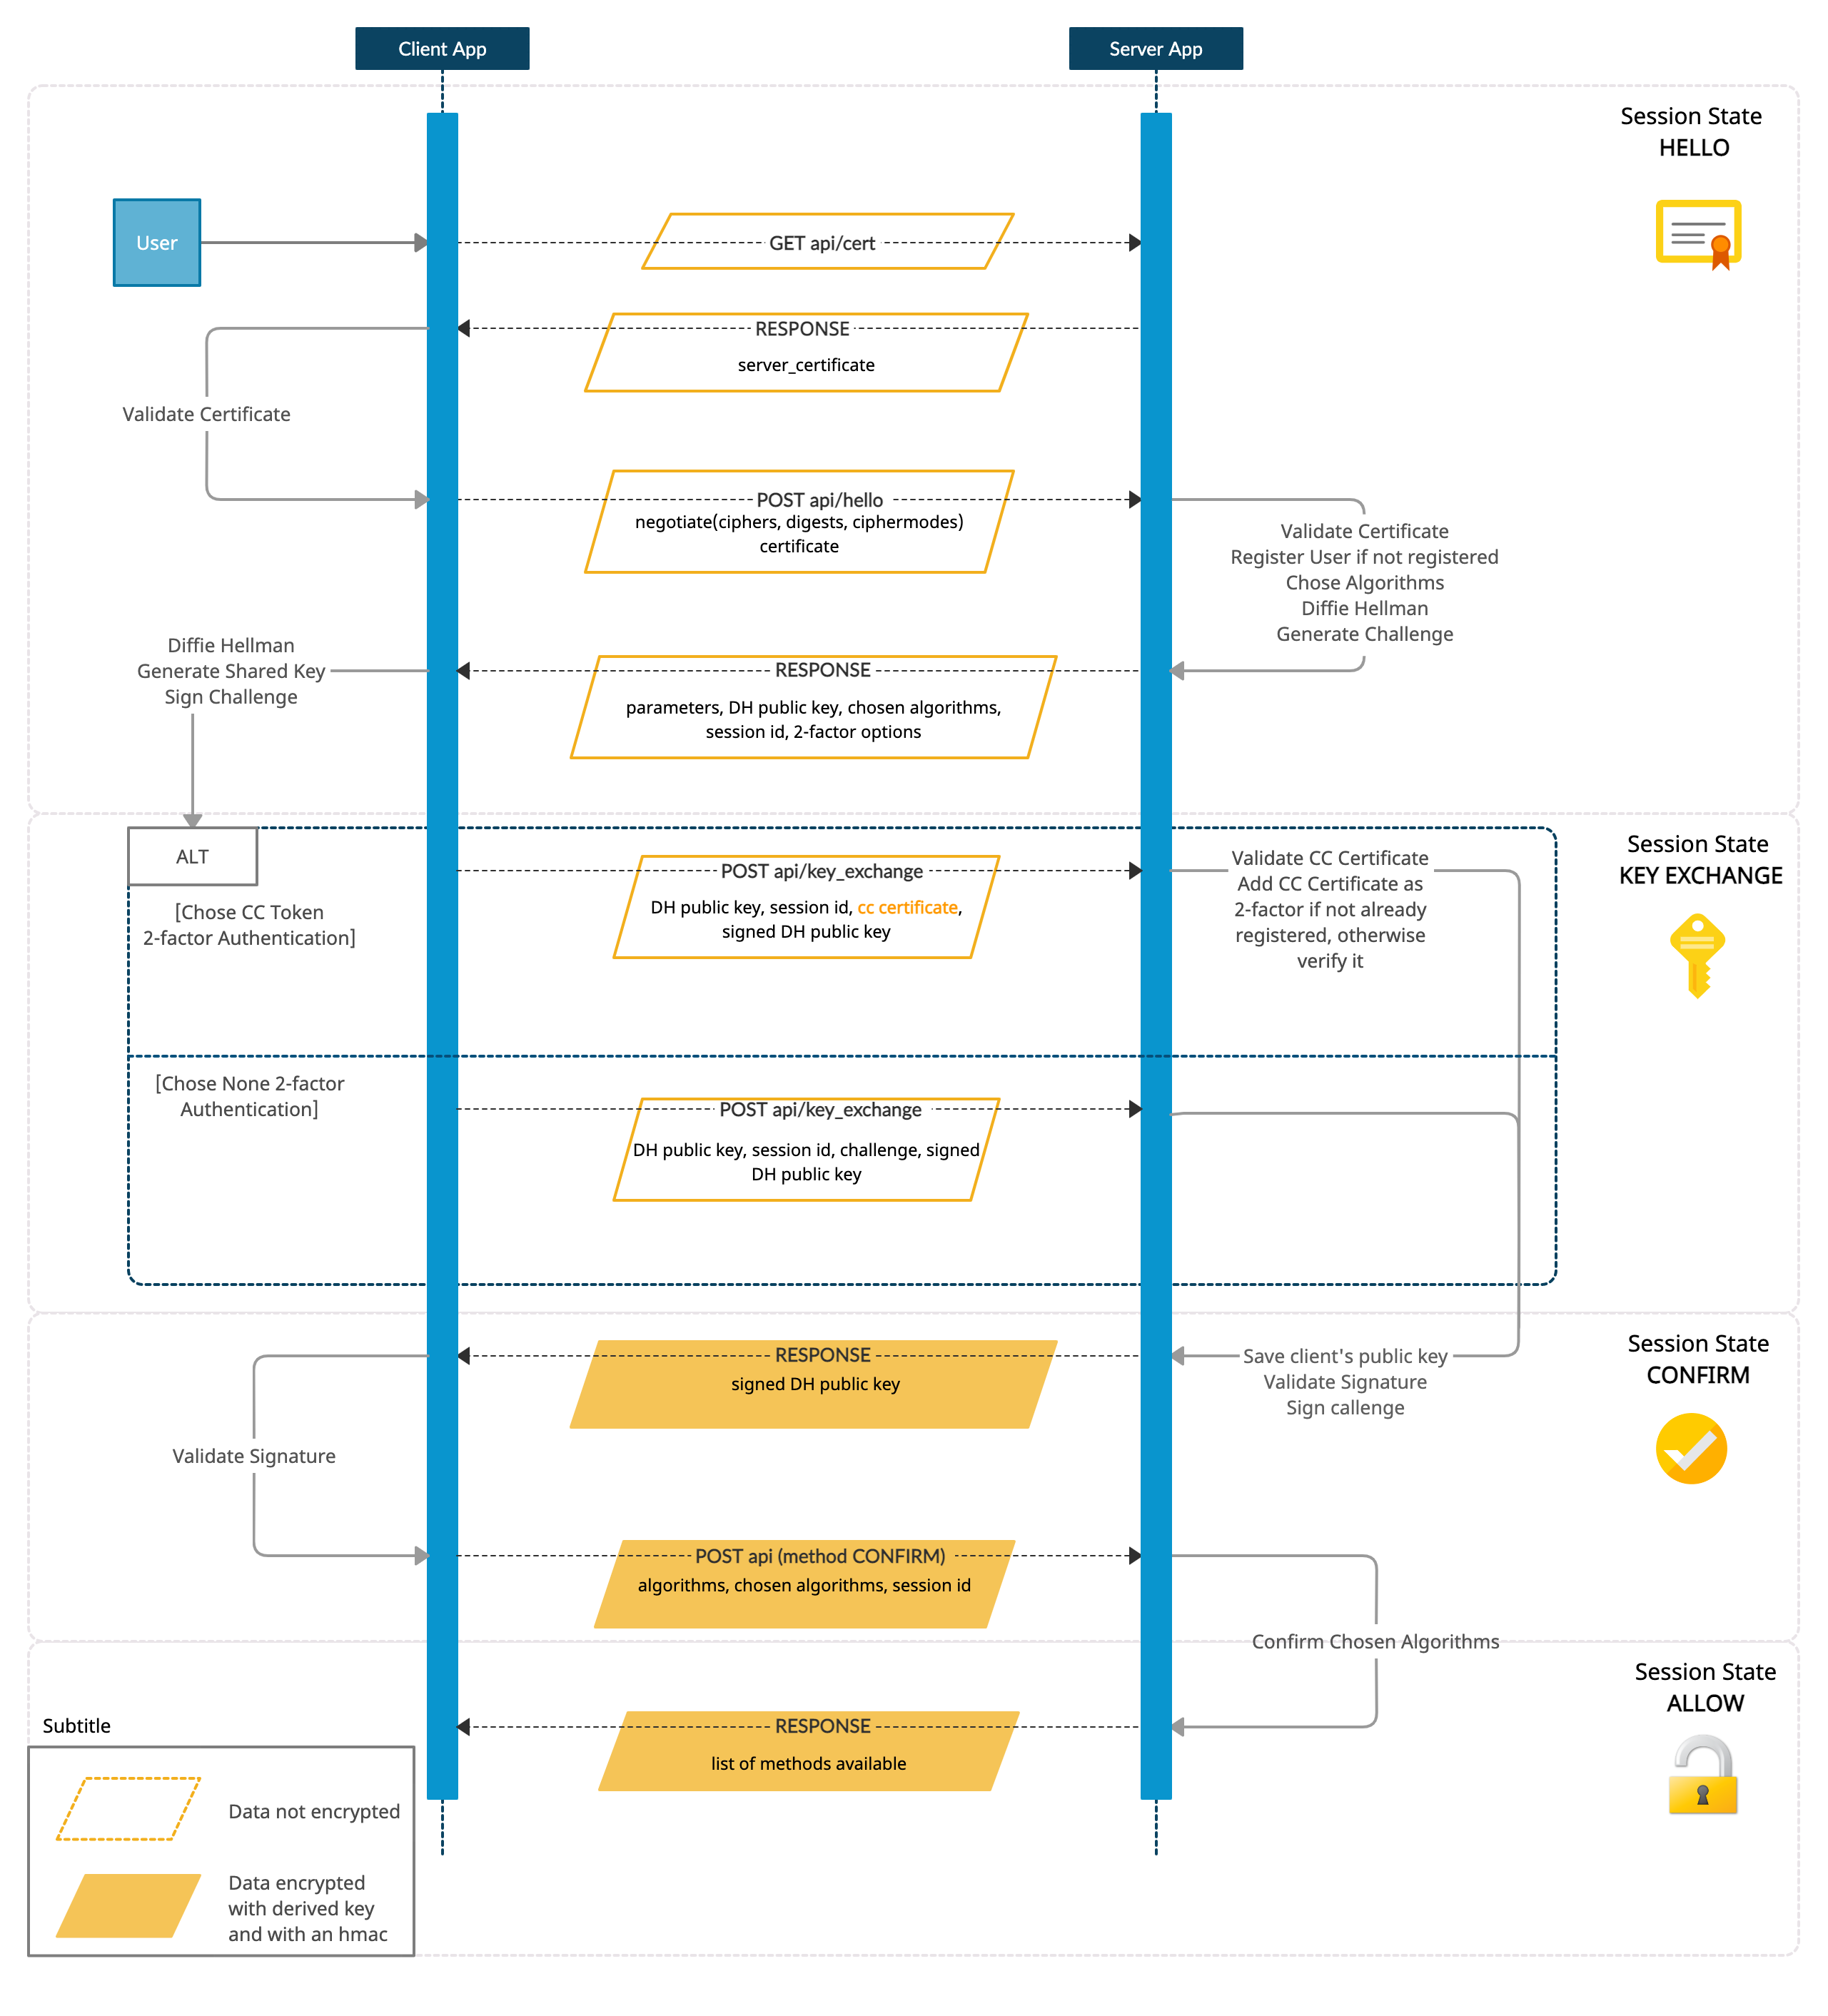 Client App
Server App
Session State
HELLO
User
GET api/cert
RESPONSE
server_certificate
Validate Certificate
POST api/hello
negotiate(ciphers, digests, ciphermodes)
certificate
Validate Certificate
Register User if not registered
Chose Algorithms
Diffie Hellman
Generate Challenge
Diffie Hellman
Generate Shared Key
Sign Challenge
RESPONSE
parameters, DH public key, chosen algorithms,
session id, 2-factor options
ALT
[Chose CC Token
2-factor Authentication]
POST api/key_exchange
DH public key, session id, cc certificate,
signed DH public key
Validate CC Certificate
Add CC Certificate as
2-factor if not already
registered, otherwise
verify it
Session State
KEY EXCHANGE
[Chose None 2-factor
Authentication]
POST api/key_exchange
DH public key, session id, challenge, signed
DH public key
RESPONSE
signed DH public key
Save client's public key
Validate Signature
Sign callenge
Session State
CONFIRM
Validate Signature
POST api (method CONFIRM)
algorithms, chosen algorithms, session id
Confirm Chosen Algorithms
Session State
ALLOW
RESPONSE
list of methods available
Subtitle
Data not encrypted
Data encrypted
with derived key
and with an hmac